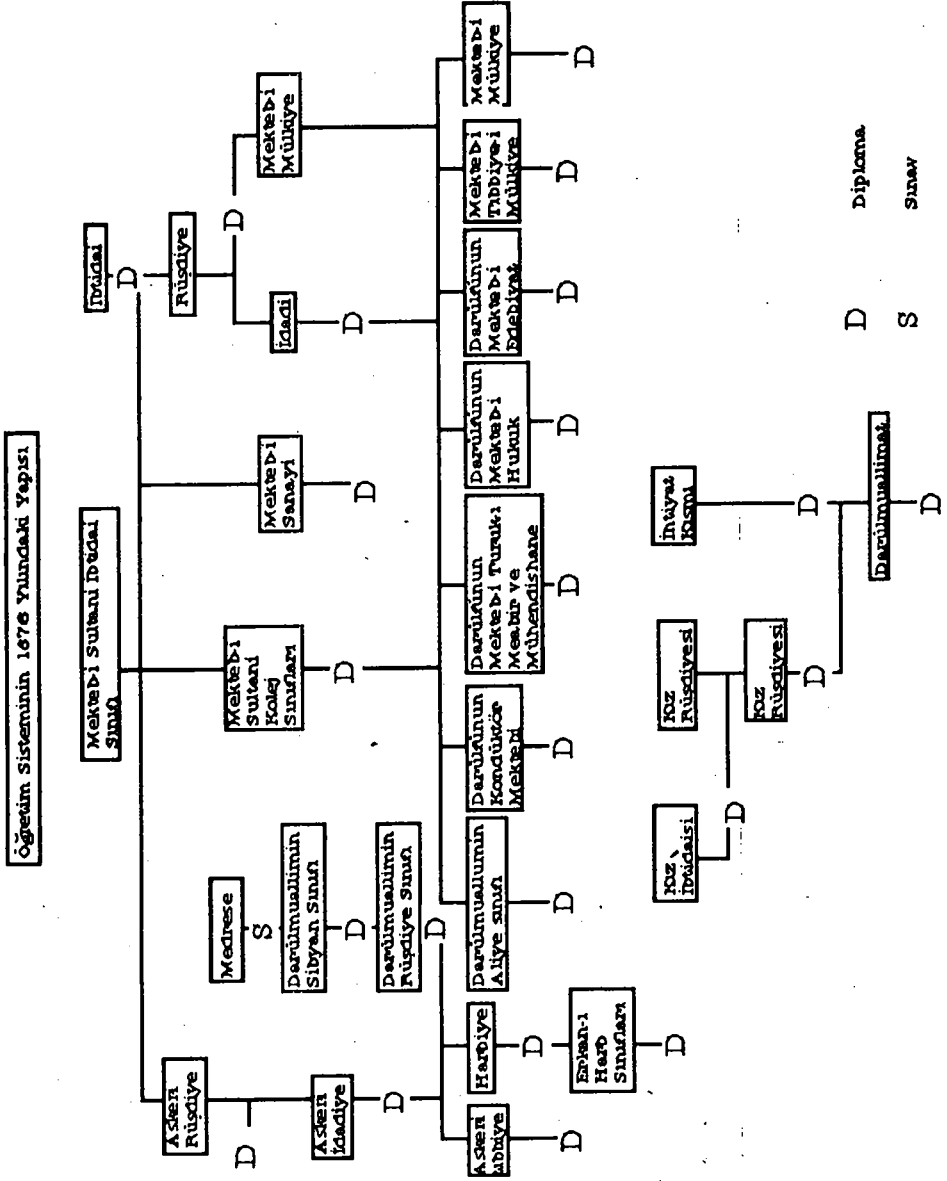 Öğretim Sisteminin 1876 Yılındaki Yapısı
Mekteb-i Sultani İbtidai
Sınıfı
İbtidai
D
Askeri
Rüşdiye
D
Askeri
İdadiye
D
Medrese
S
Darülmuallimin
Sıbyan Sınıfı
D
Darülmuallimin
Rüşdiye Sınıfı
D
Mekteb-i
Sultani
Kolej
Sınıfları
D
Mekteb-i
Sanayi
D
Rüşdiye
D
İdadi
D
Mekteb-i
Mülkiye
Askeri
Tıbbiye
D
Harbiye
D
Erkan-ı
Harb
Sınıfları
D
Darülmuallumin
Aliye sınıfı
D
Darülfünun
Kondüktör
Mektebi
D
Darülfünun
Mekteb-i Turuk-ı
Meabir ve
Mühendishane
D
Darülfünun
Mekteb-i
Hukuk
D
Darülfünun
Mekteb-i
Edebiyat
D
Mekteb-i
Tıbbiye-i
Mülkiye
D
Mekteb-i
Mülkiye
D
Kız
İbtidaisi
D
Kız
Rüşdiyesi
Kız
Rüşdiyesi
D
İhtiyat
Kısmı
D
Darülmuallimat
D
D Diploma
S Sınav